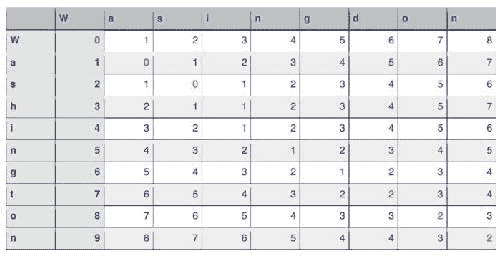 W a s i n g d o n
W 0 1 2 3 4 5 6 7 8
a 1 0 1 2 3 4 5 6 7
s 2 1 0 1 2 3 4 5 6
h 3 2 1 1 2 3 4 5 7
i 4 3 2 1 2 3 4 5 6
n 5 4 3 2 1 2 3 4 5
g 6 5 4 3 2 1 2 3 4
t 7 6 5 4 3 2 2 3 4
o 8 7 6 5 4 3 3 2 3
n 9 8 7 6 5 4 4 3 2